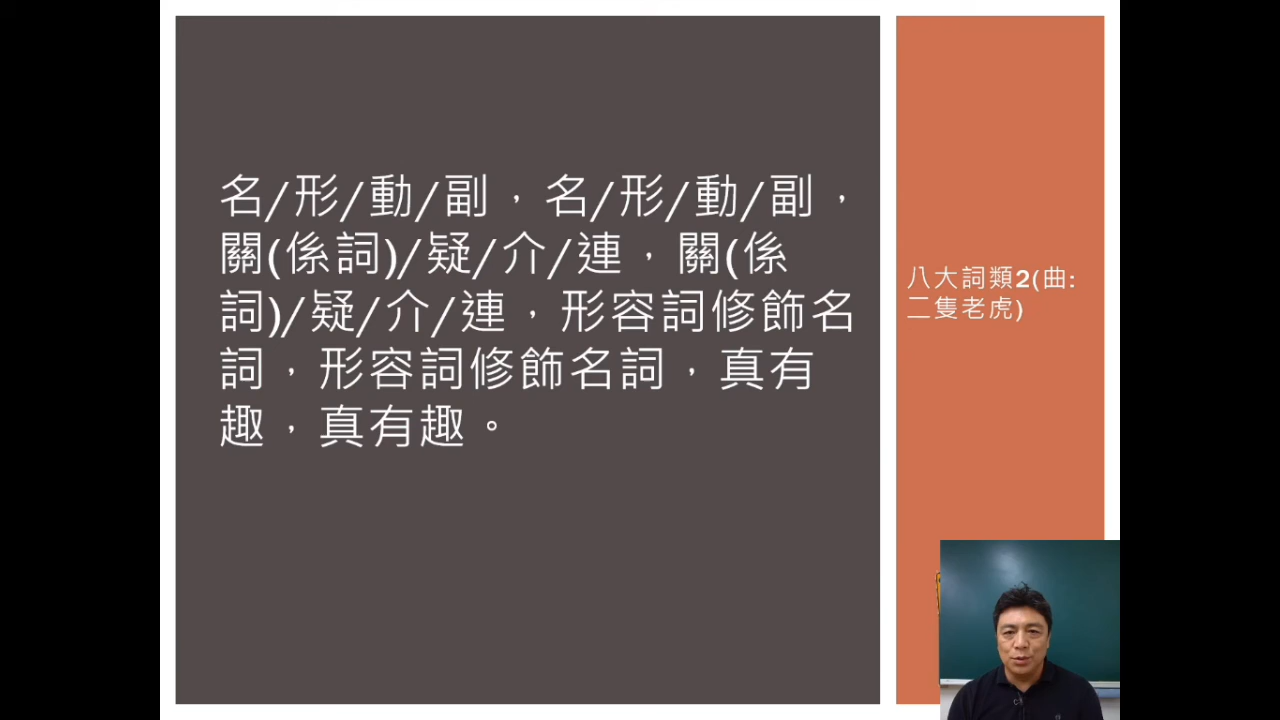 名/形/動/副，名/形/動/副，
關(係詞)/疑/介/連，關(係
詞)/疑/介/連，形容詞修飾名
詞，形容詞修飾名詞，真有
趣，真有趣。
八大詞類2(曲:
二隻老虎)